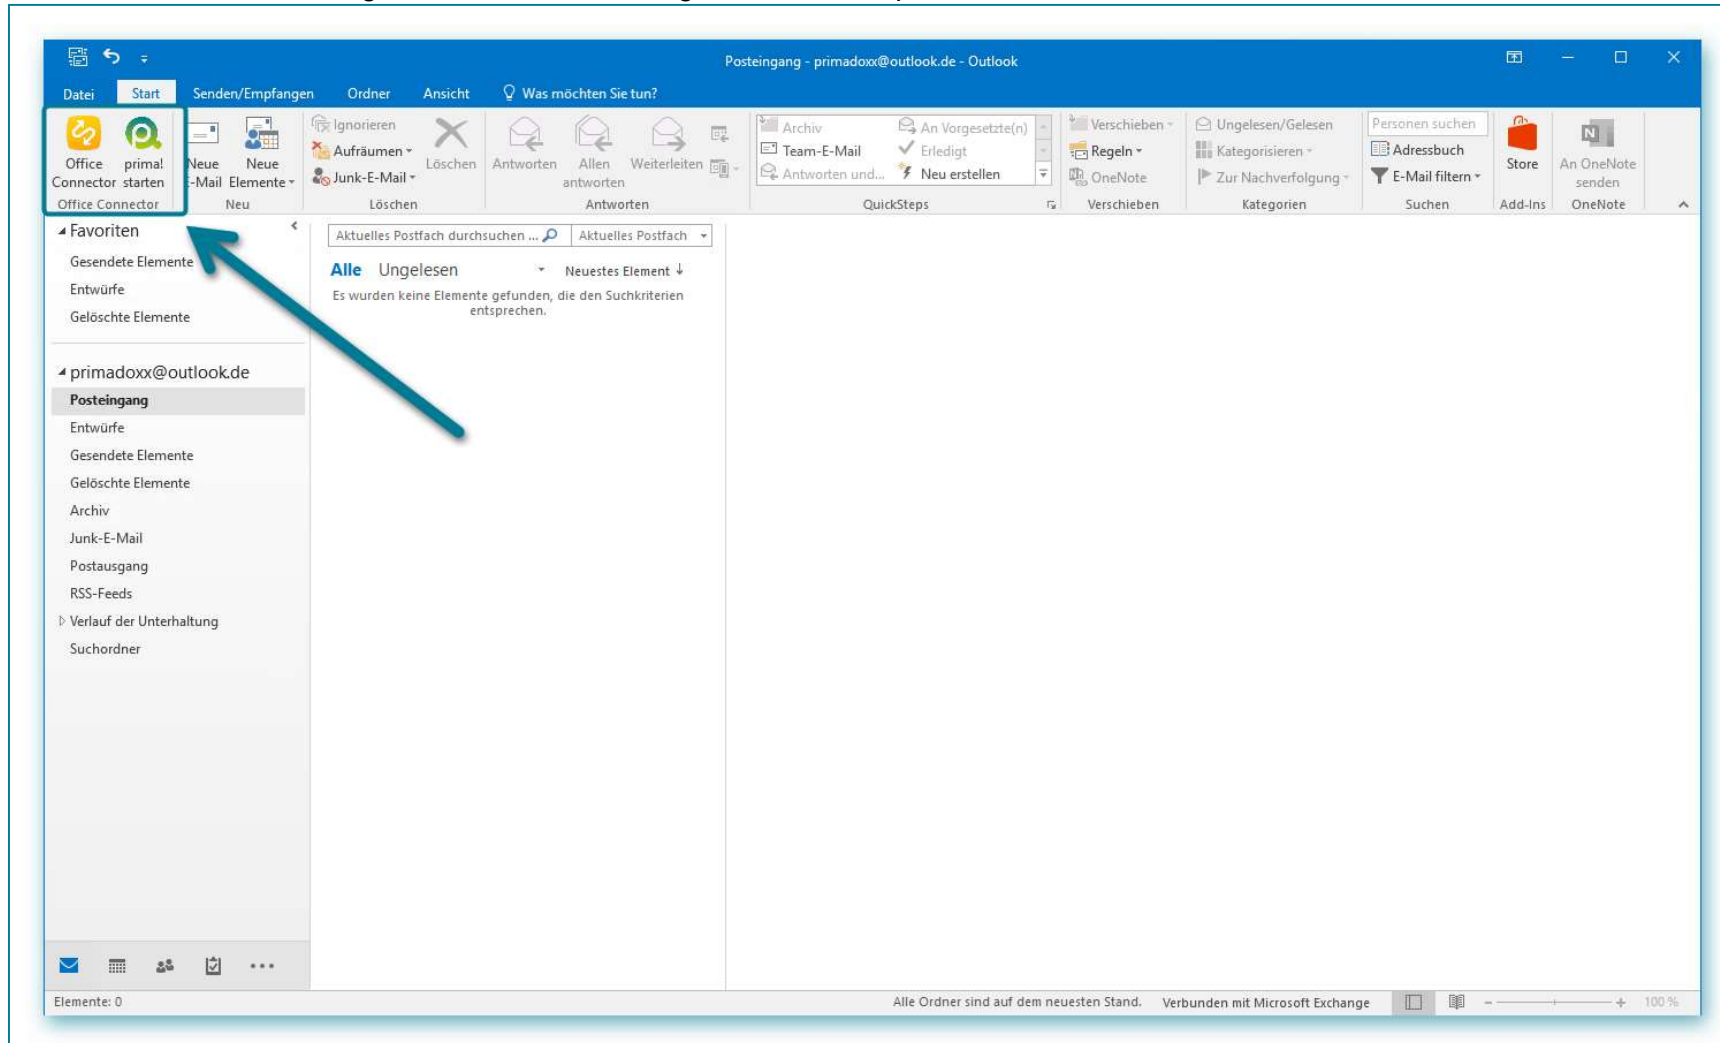 Posteingang - primadoxx@outlook.de - Outlook
Datei Start Senden/Empfangen Ordner Ansicht Was möchten Sie tun?
Office Connector
prima! starten
Office Connector
Neue E-Mail
Neue Elemente
Neu
Ignorieren
Aufräumen
Junk-E-Mail
Löschen
Löschen
Antworten
Allen antworten
Weiterleiten
Antworten
Archiv
Team-E-Mail
Antworten und...
An Vorgesetzte(n)
Erledigt
Neu erstellen
QuickSteps
Verschieben
Regeln
OneNote
Verschieben
Ungelesen/Gelesen
Kategorisieren
Zur Nachverfolgung
Kategorien
Personen suchen
Adressbuch
E-Mail filtern
Suchen
Store
Add-Ins
An OneNote senden
OneNote
Favoriten
Gesendete Elemente
Entwürfe
Gelöschte Elemente
primadoxx@outlook.de
Posteingang
Entwürfe
Gesendete Elemente
Gelöschte Elemente
Archiv
Junk-E-Mail
Postausgang
RSS-Feeds
Verlauf der Unterhaltung
Suchordner
Aktuelles Postfach durchsuchen ... Aktuelles Postfach
Alle Ungelesen Neuestes Element
Es wurden keine Elemente gefunden, die den Suchkriterien
entsprechen.
Elemente: 0 Alle Ordner sind auf dem neuesten Stand. Verbunden mit Microsoft Exchange 100 %